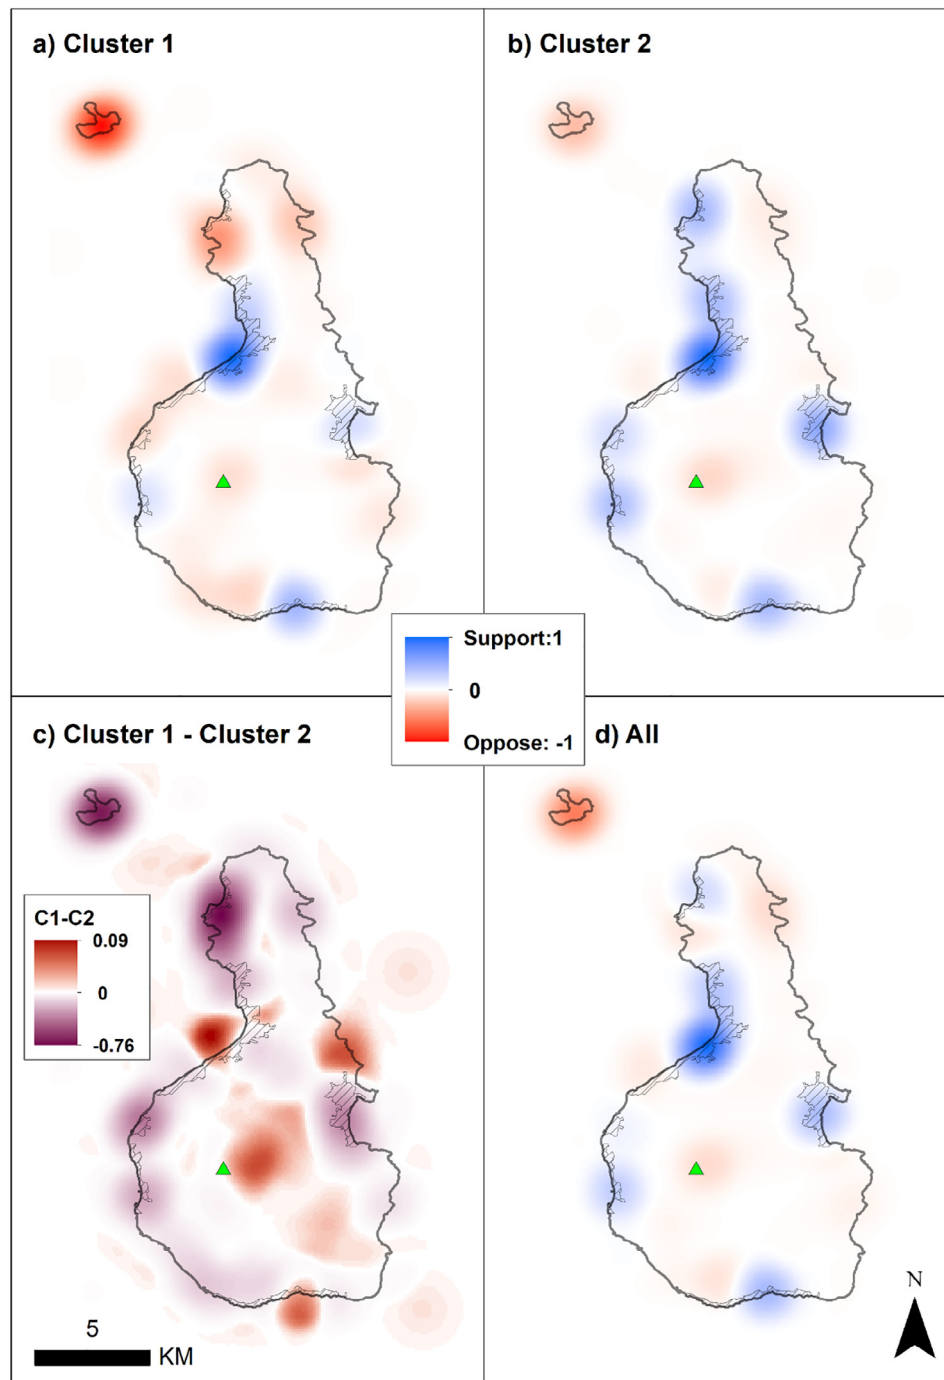 a) Cluster 1
b) Cluster 2
Support:1
0
Oppose: -1
c) Cluster 1 - Cluster 2
d) All
C1-C2
0.09
0
-0.76
N
5
KM